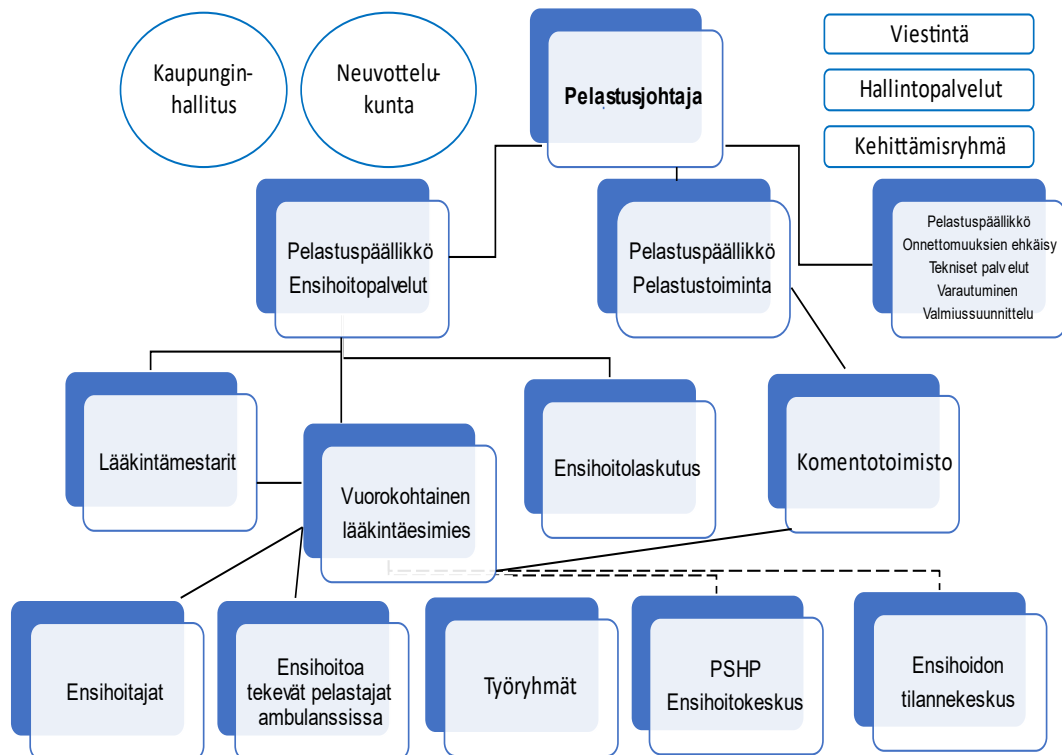 Kaupungin-
hallitus
Neuvottelu-
kunta
Pelastusjohtaja
Viestintä
Hallintopalvelut
Kehittämisryhmä
Pelastuspäällikkö
Ensihoitopalvelut
Pelastuspäällikkö
Pelastustoiminta
Pelastuspäällikkö
Onnettomuuksien ehkäisy
Tekniset palvelut
Varautuminen
Valmiussuunnittelu
Lääkintämestarit
Vuorokohtainen
lääkintäesimies
Ensihoitolaskutus
Komentotoimisto
Ensihoitajat
Ensihoitoa
tekevät pelastajat
ambulanssissa
Työryhmät
PSHP
Ensihoitokeskus
Ensihoidon
tilannekeskus